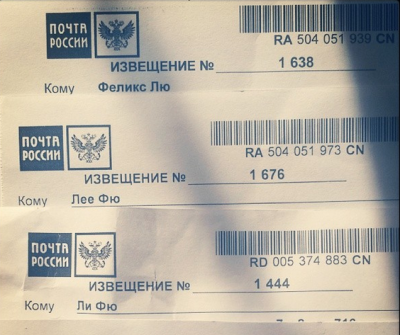 ПОЧТА РОССИИ
RA 504 051 939 CN
ИЗВЕЩЕНИЕ № 1 638
Кому Феликс Лю
ПОЧТА РОССИИ
RA 504 051 973 CN
ИЗВЕЩЕНИЕ № 1 676
Кому Лее Фю
ПОЧТА РОССИИ
RD 005 374 883 CN
ИЗВЕЩЕНИЕ № 1 444
Кому Ли Фю